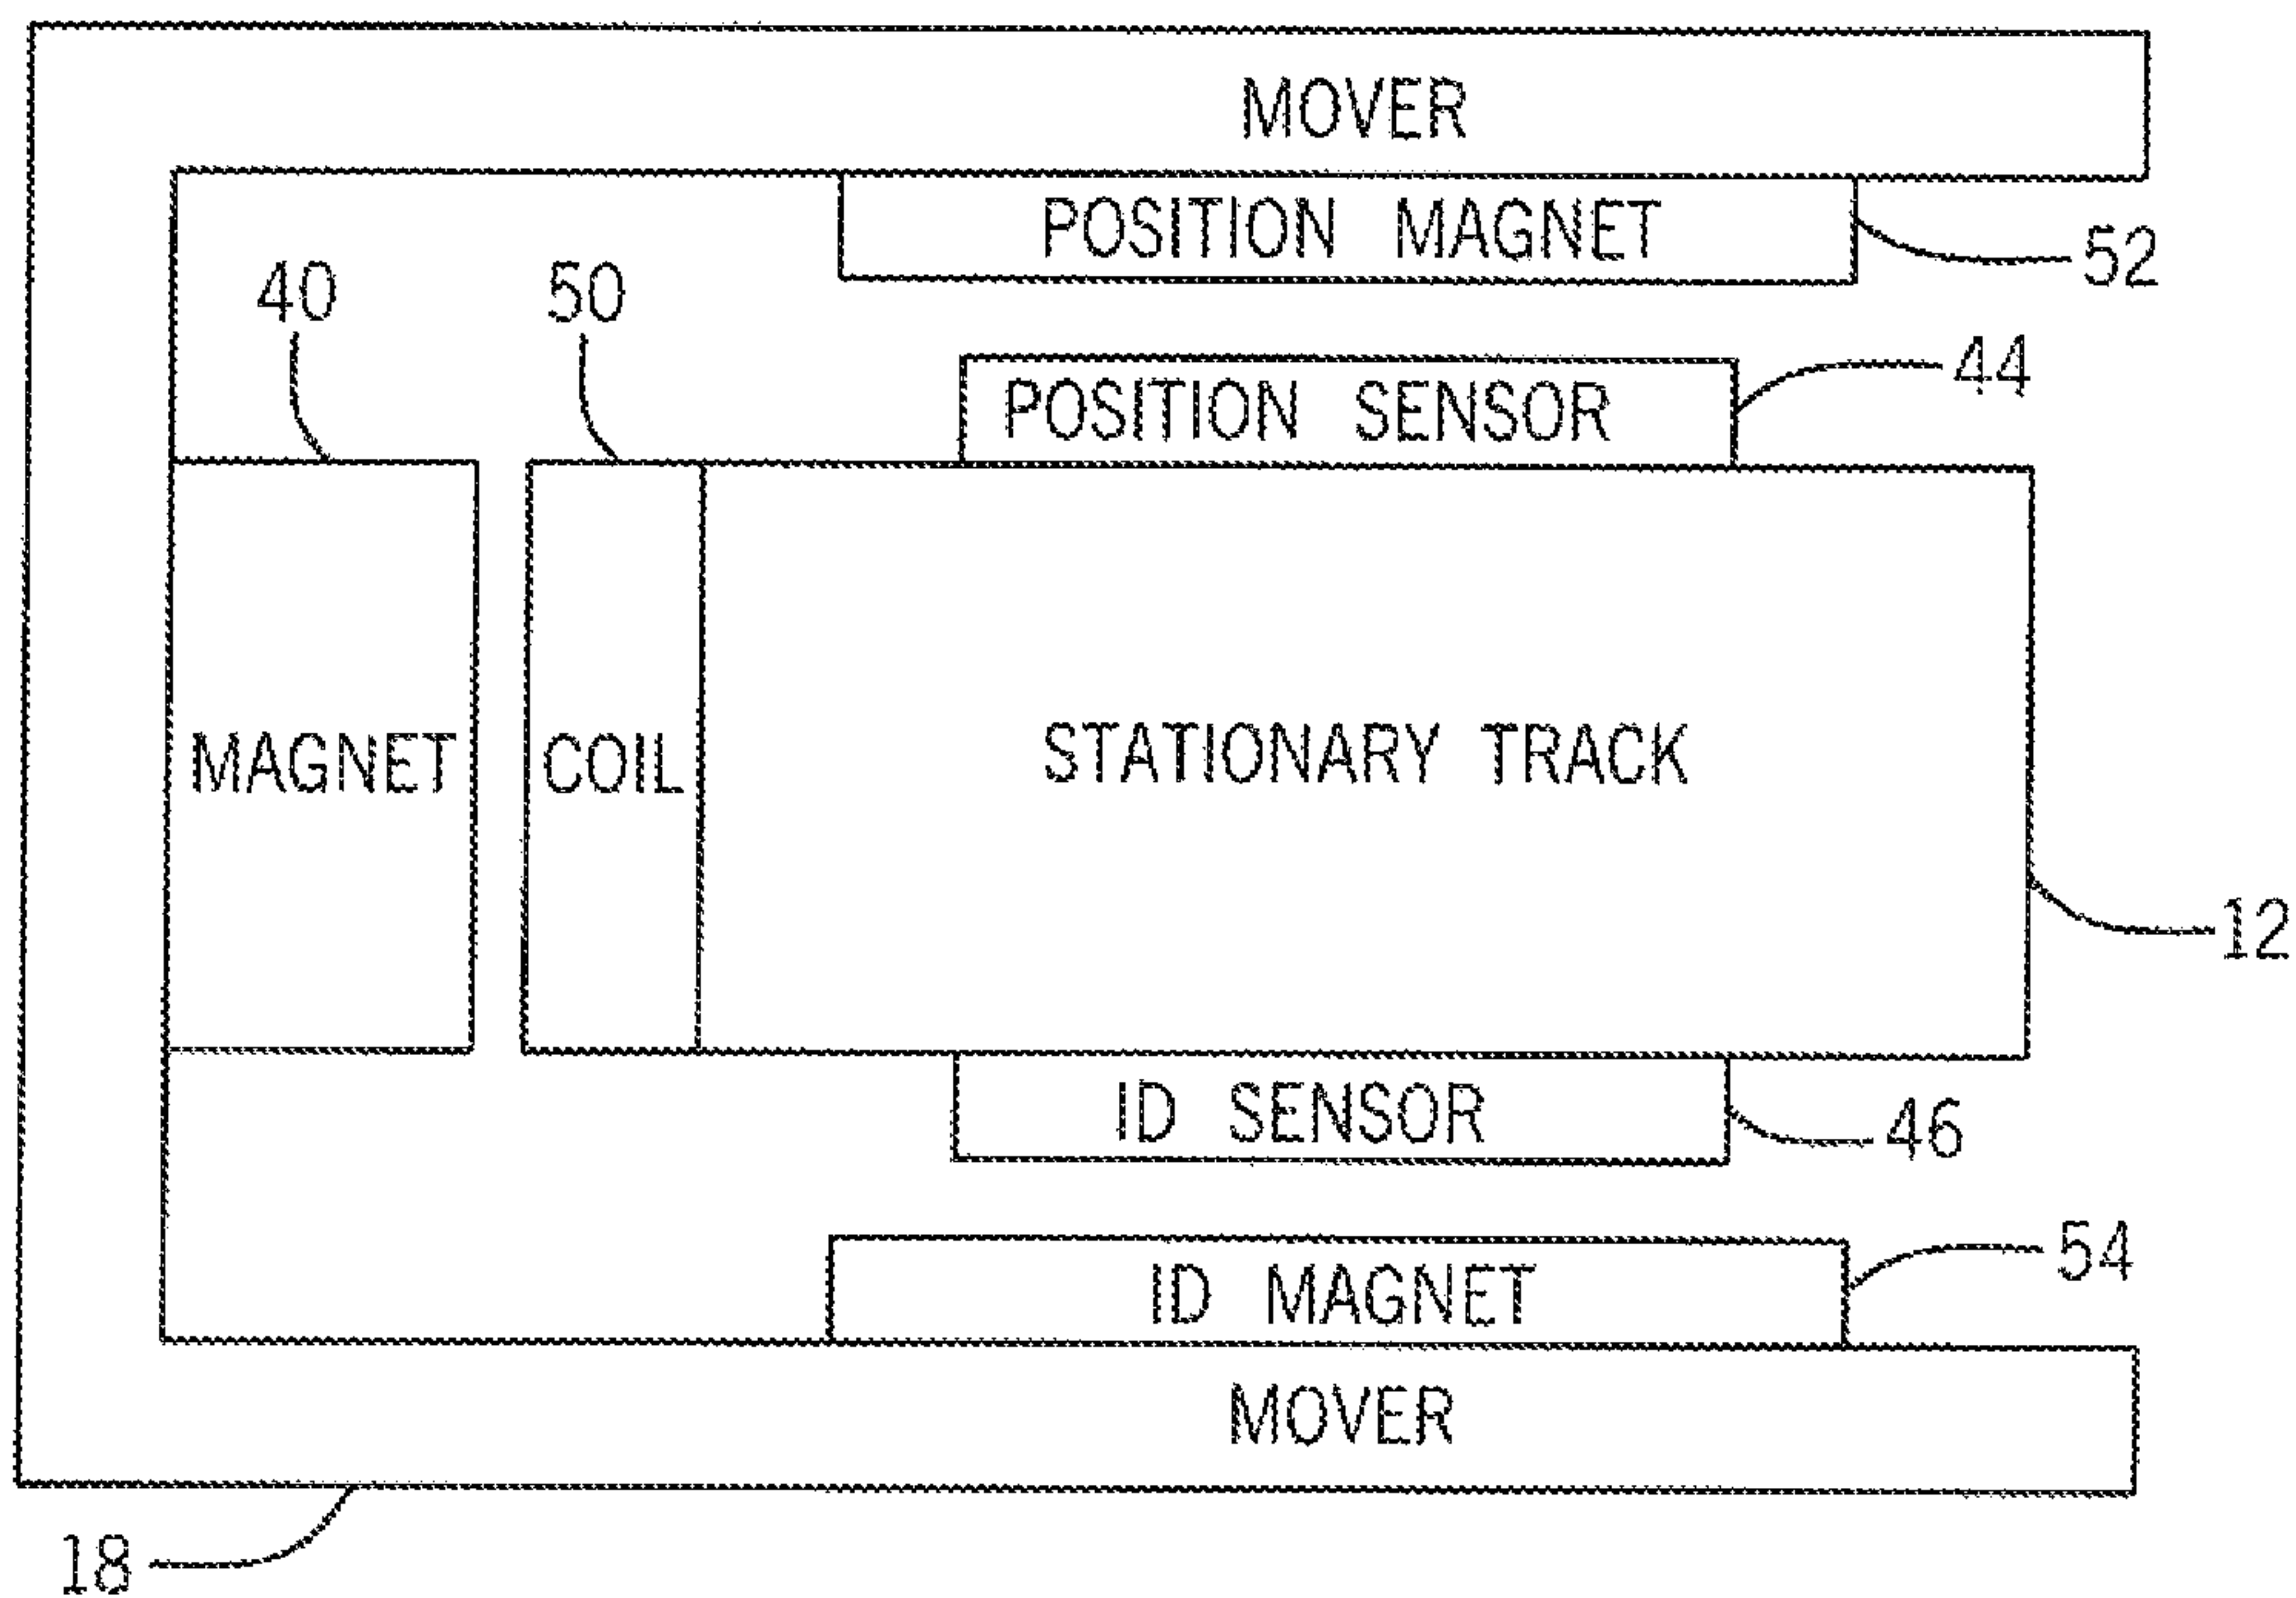 MOVER
POSITION MAGNET
52
40
50
44
POSITION SENSOR
MAGNET
COIL
STATIONARY TRACK
12
ID SENSOR
46
54
ID MAGNET
MOVER
18